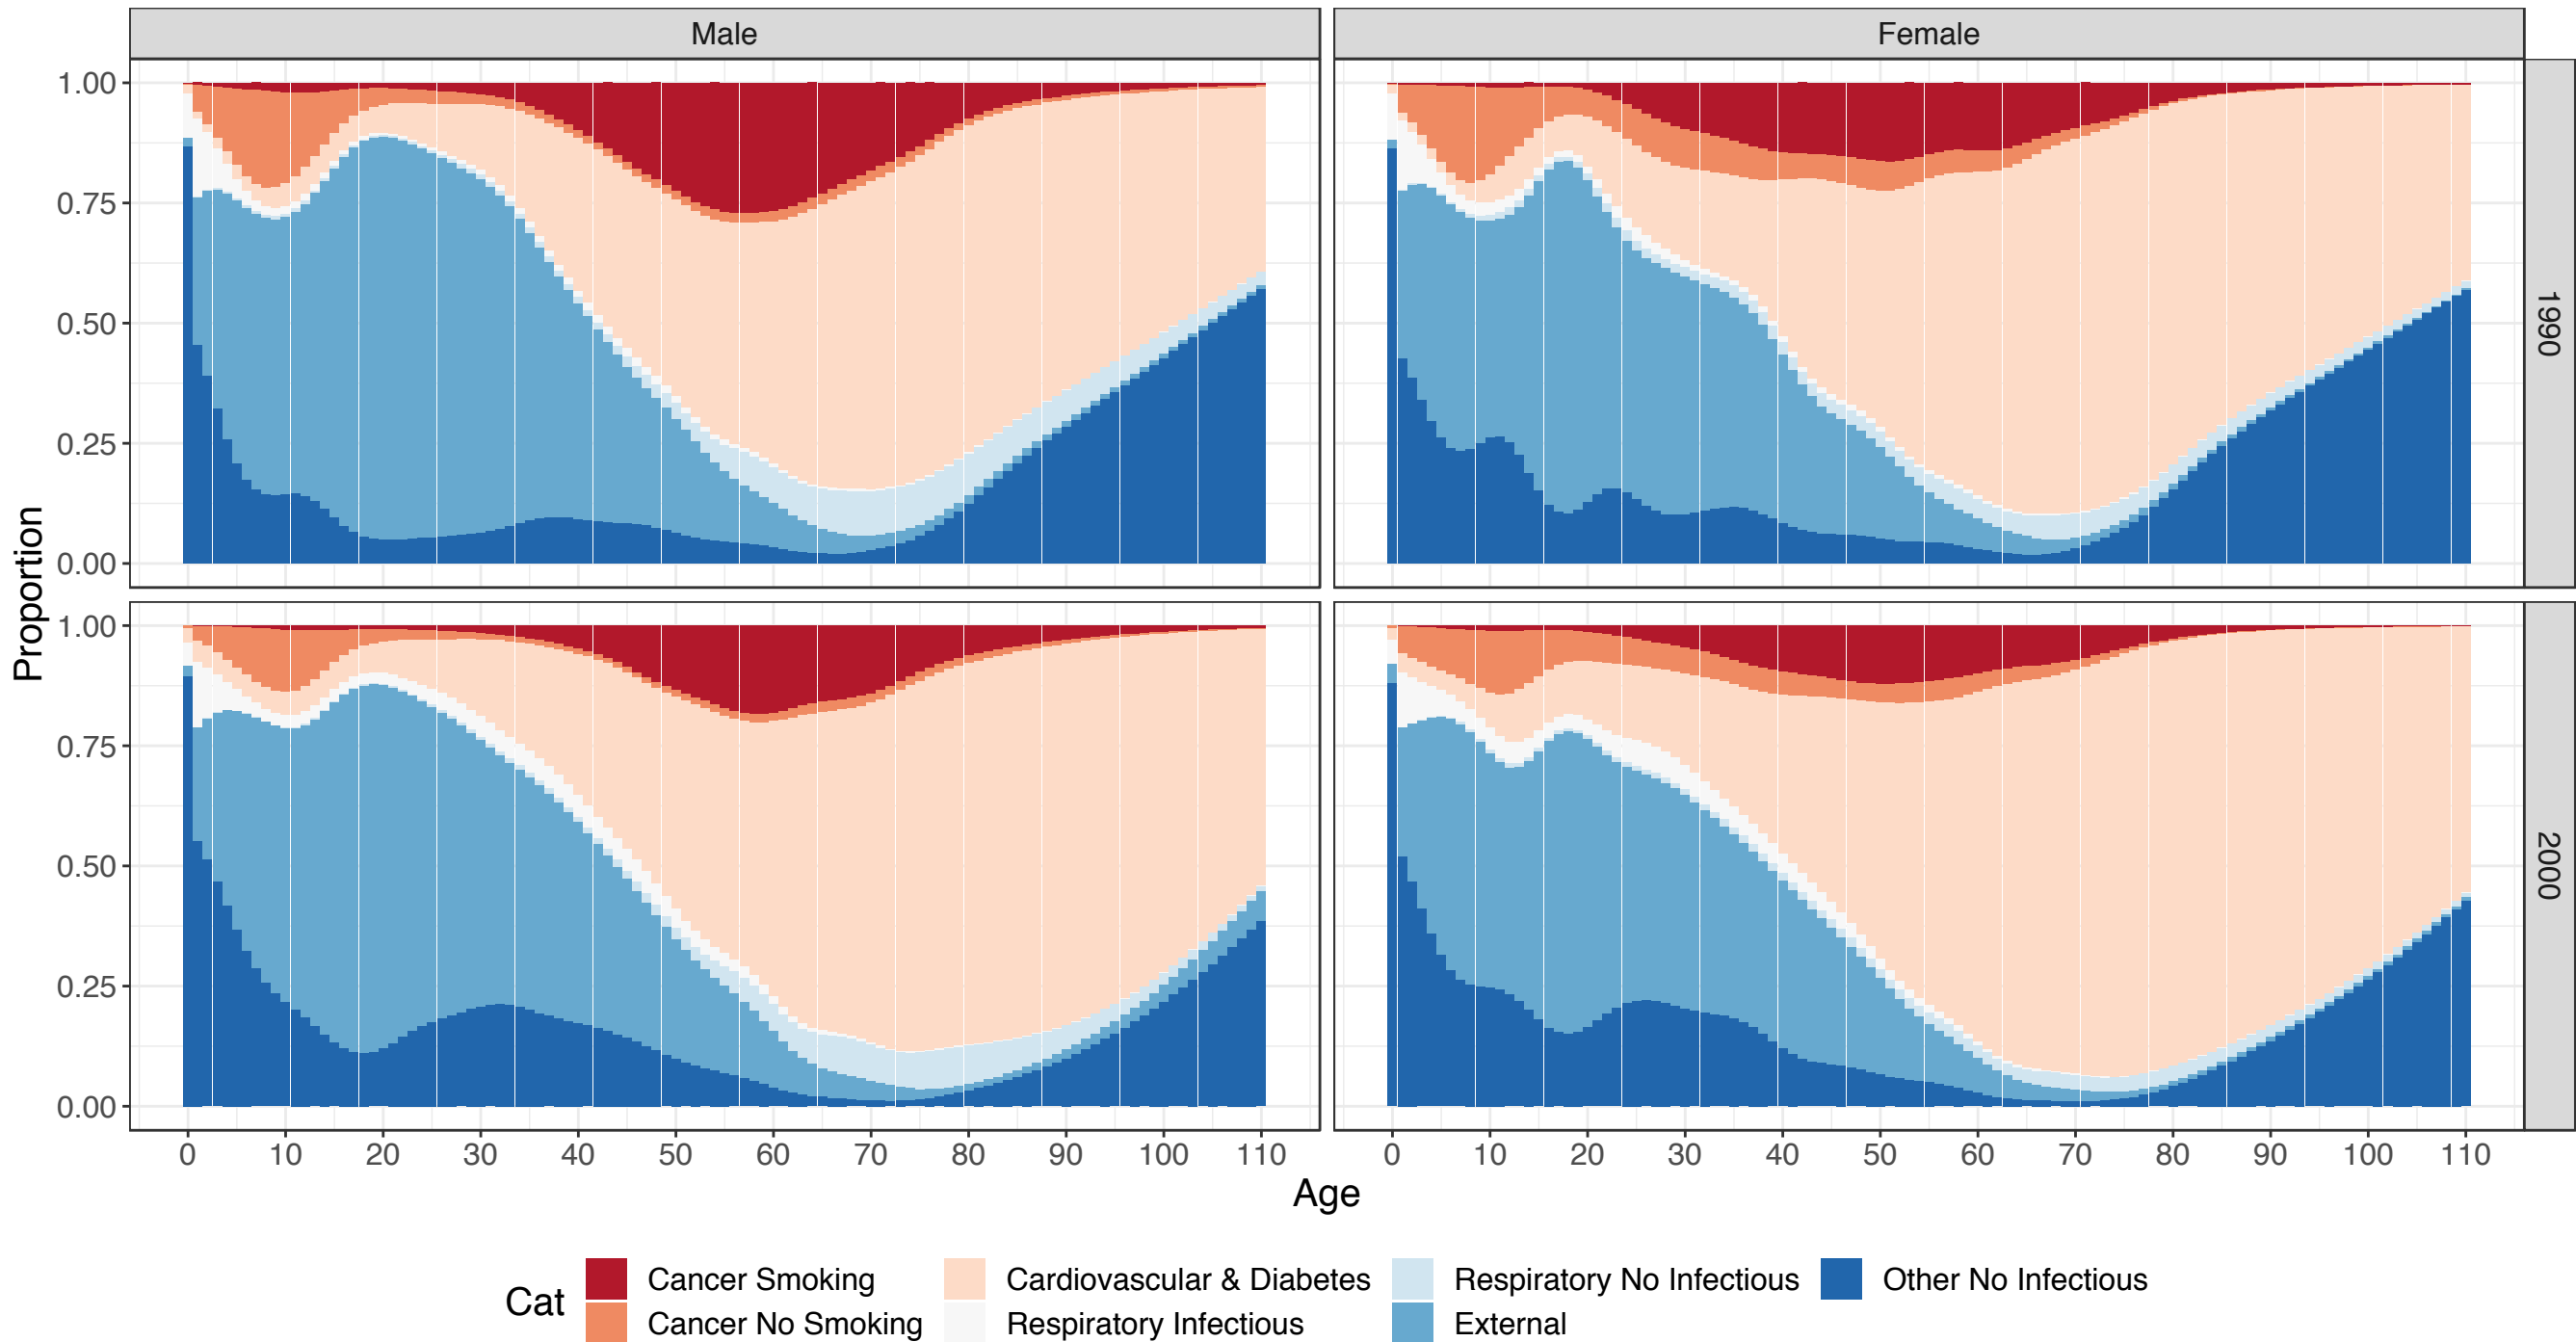 Male Female
1.00
0.75
0.50
0.25
0.00
1990
1.00
0.75
0.50
0.25
0.00
2000
Proportion
0 10 20 30 40 50 60 70 80 90 100 110 0 10 20 30 40 50 60 70 80 90 100 110
Age
Cat
Cancer Smoking Cardiovascular & Diabetes Respiratory No Infectious Other No Infectious
Cancer No Smoking Respiratory Infectious External